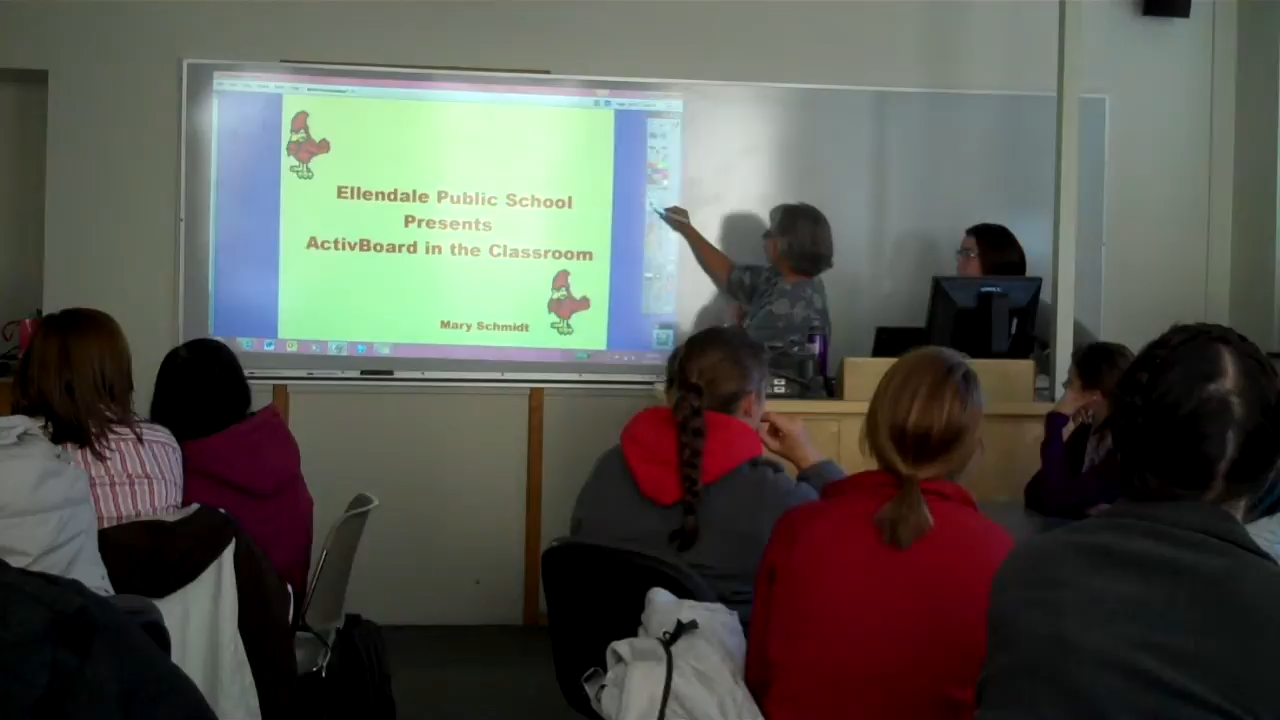 Ellendale Public School
Presents
ActivBoard in the Classroom
Mary Schmidt